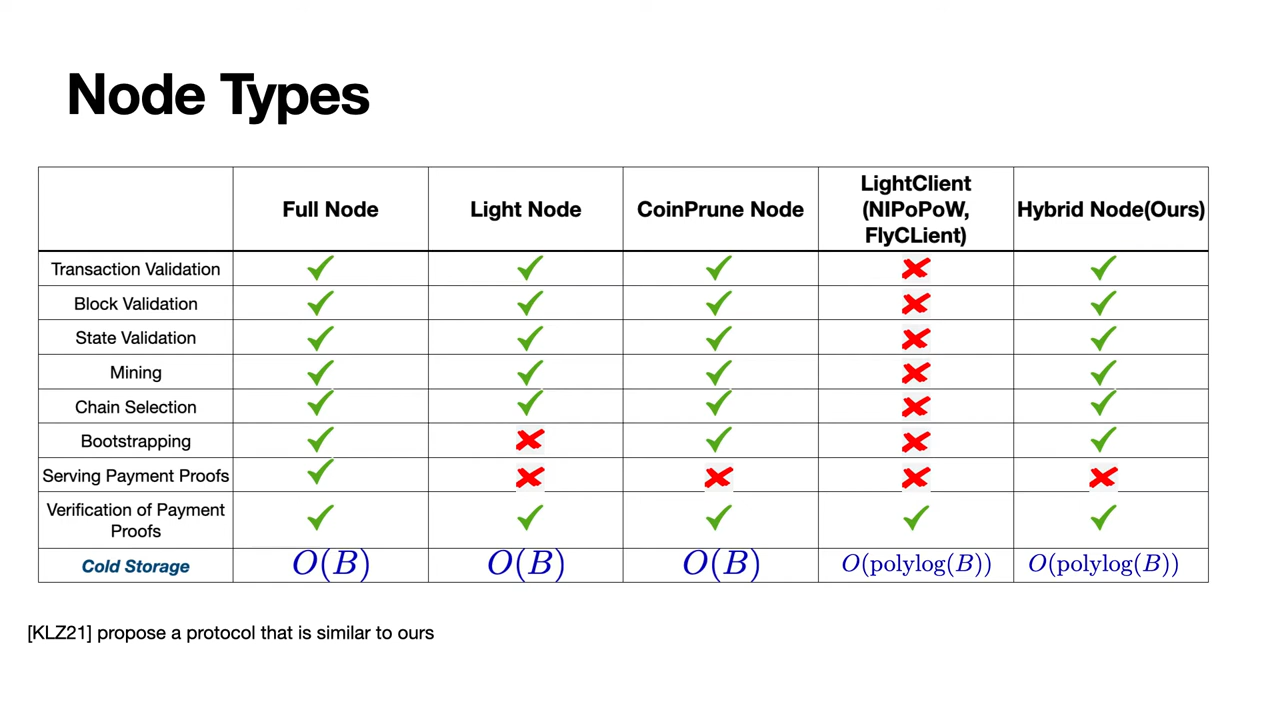 Node Types
Full Node
Light Node
CoinPrune Node
LightClient
(NIPoPoW,
FlyCLient)
Hybrid Node(Ours)
Transaction Validation ✓ ✓ ✓ ✗ ✓
Block Validation ✓ ✓ ✓ ✗ ✓
State Validation ✓ ✓ ✓ ✗ ✓
Mining ✓ ✓ ✓ ✗ ✓
Chain Selection ✓ ✓ ✓ ✗ ✓
Bootstrapping ✓ ✗ ✓ ✗ ✓
Serving Payment Proofs ✓ ✗ ✗ ✗ ✗
Verification of Payment
Proofs ✓ ✓ ✓ ✓ ✓
Cold Storage O(B) O(B) O(B) O(polylog(B)) O(polylog(B))
[KLZ21] propose a protocol that is similar to ours